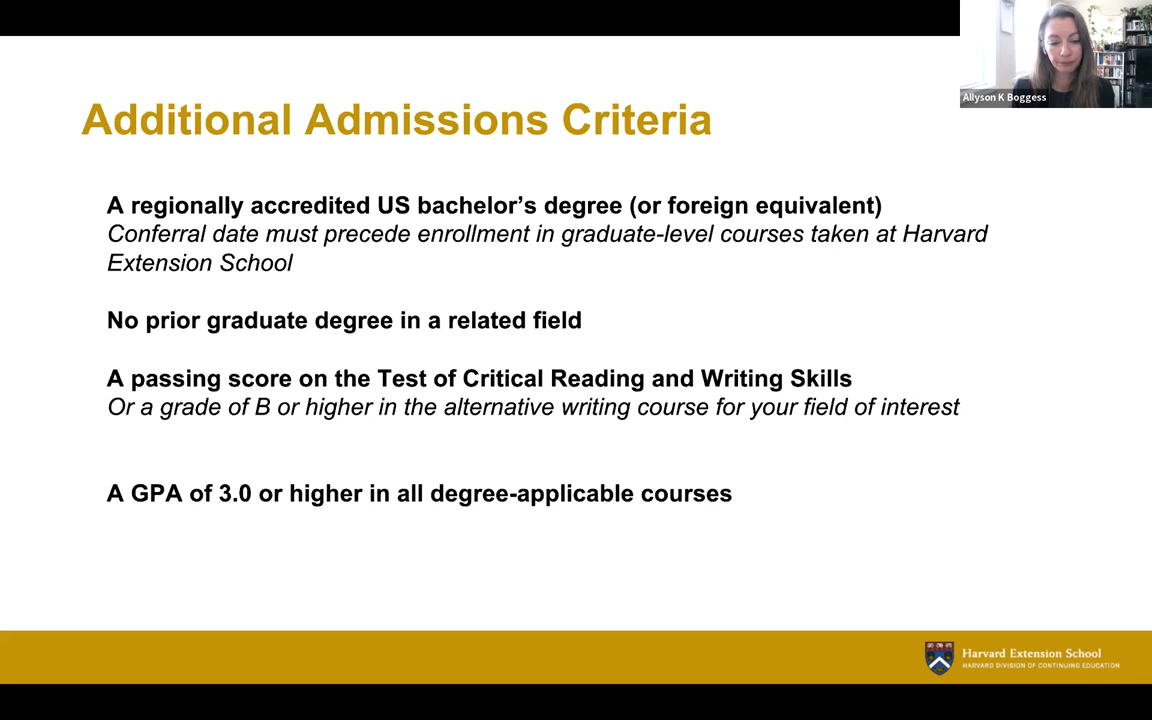 Allyson K Boggess
Additional Admissions Criteria
A regionally accredited US bachelor’s degree (or foreign equivalent)
Conferral date must precede enrollment in graduate-level courses taken at Harvard
Extension School
No prior graduate degree in a related field
A passing score on the Test of Critical Reading and Writing Skills
Or a grade of B or higher in the alternative writing course for your field of interest
A GPA of 3.0 or higher in all degree-applicable courses
Harvard Extension School
HARVARD DIVISION OF CONTINUING EDUCATION